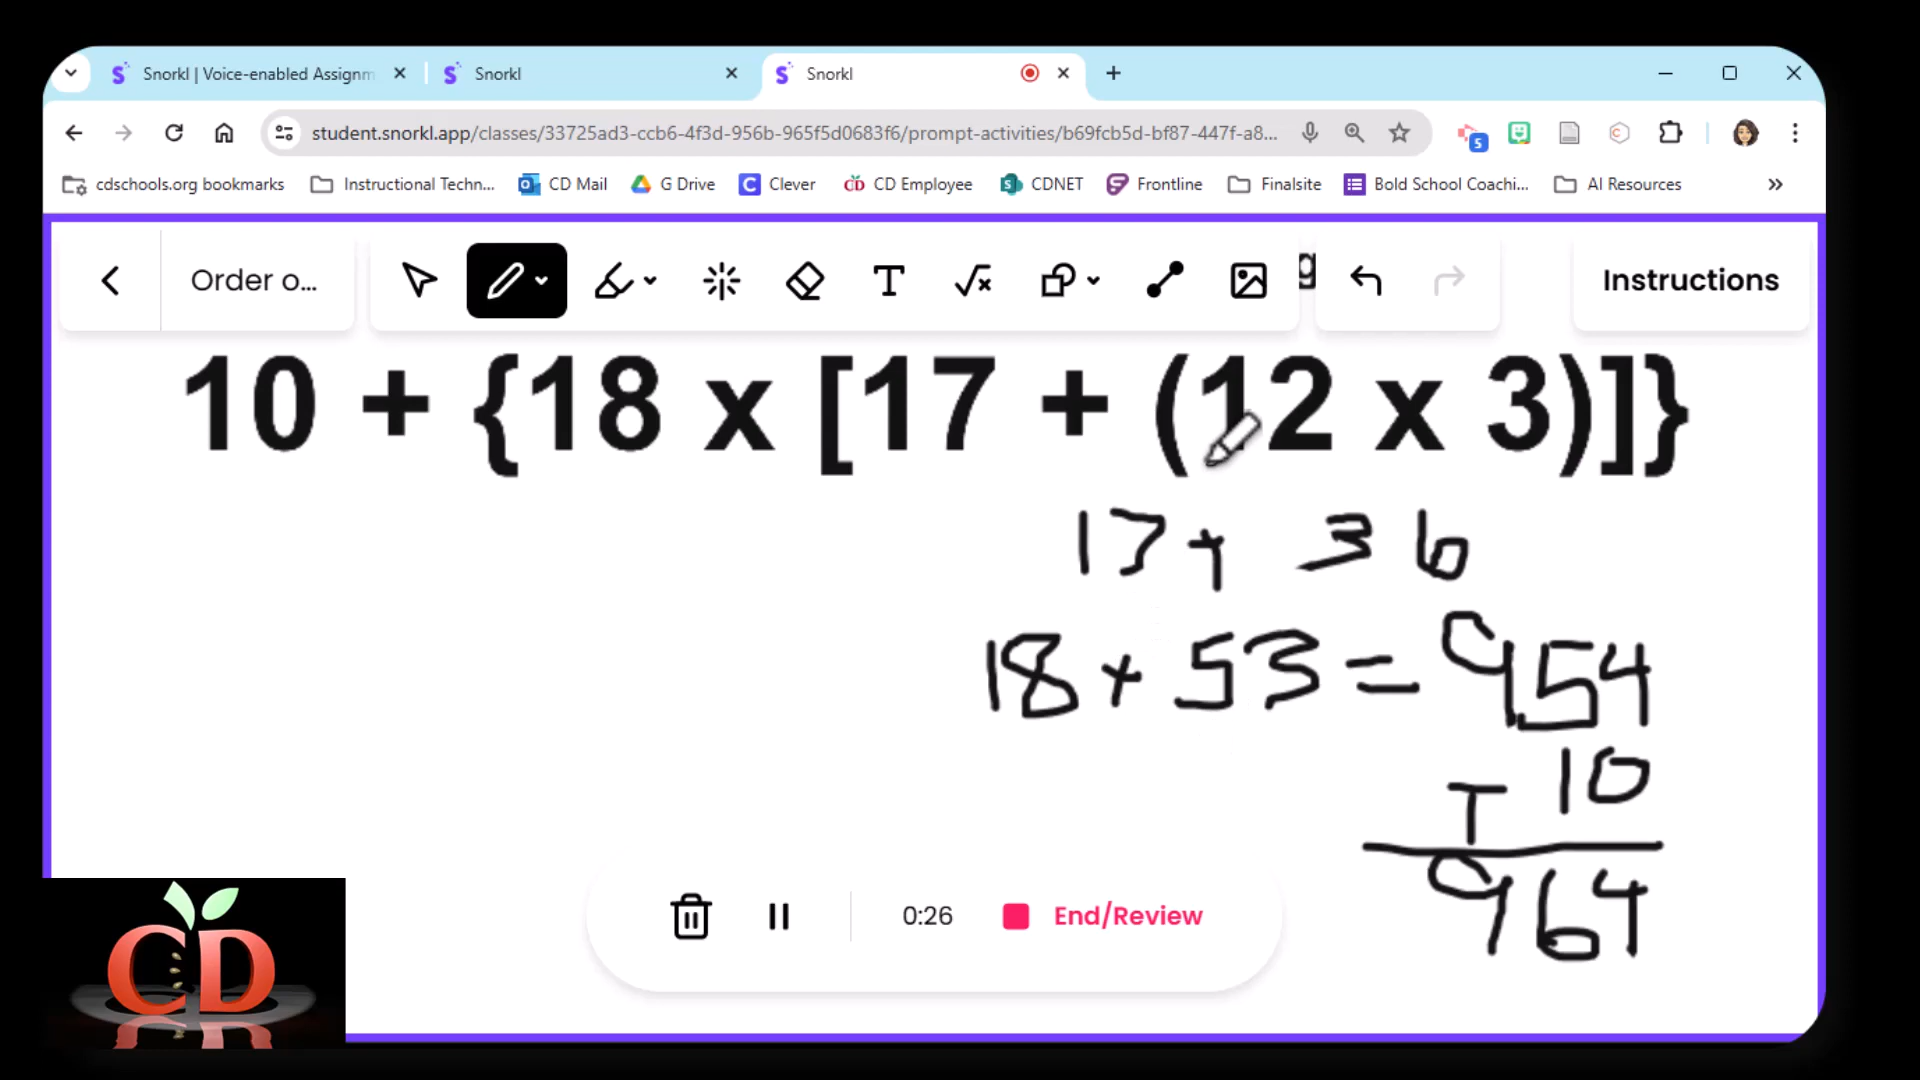 Snorkl | Voice-enabled Assignm
Snorkl
Snorkl
student.snorkl.app/classes/33725ad3-ccb6-4f3d-956b-965f5d0683f6/prompt-activities/b69fcb5d-bf87-447f-a8...
cdschools.org bookmarks Instructional Techn... CD Mail G Drive Clever CD Employee CDNET Frontline Finalsite Bold School Coachi... AI Resources »
Order o... T √x g Instructions
10 + {18 x [17 + (12 x 3)]}
17+ 36
18 + 53 = 954
+ 10
964
0:26 End/Review
CD